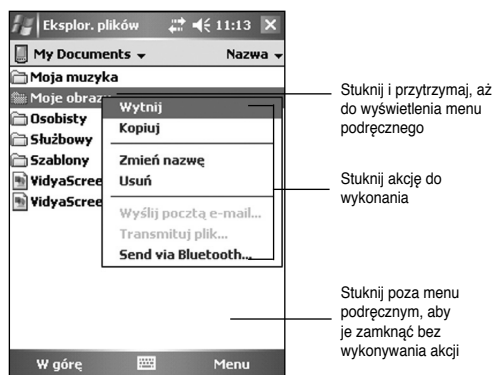 Eksplor. plików 11:13
My Documents Nazwa
Moja muzyka
Moje obrazy
Wytnij
Osobisty
Kopiuj
Służbowy
Szablony
Zmień nazwę
VidyaScree
Usuń
VidyaScree
Wyślij pocztą e-mail...
Transmituj plik...
Send via Bluetooth...
W górę Menu
Stuknij i przytrzymaj, aż
do wyświetlenia menu
podręcznego
Stuknij akcję do
wykonania
Stuknij poza menu
podręcznym, aby
je zamknąć bez
wykonywania akcji